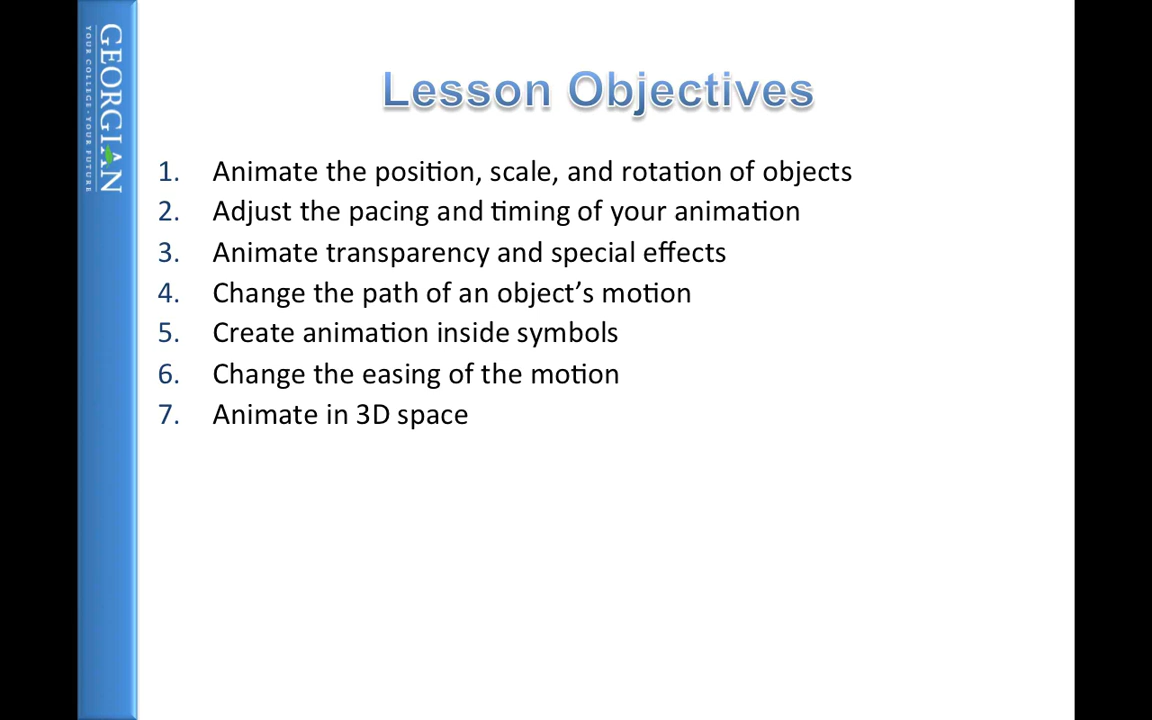 GEORGIAN
YOUR COLLEGE · YOUR FUTURE
Lesson Objectives
1. Animate the position, scale, and rotation of objects
2. Adjust the pacing and timing of your animation
3. Animate transparency and special effects
4. Change the path of an object’s motion
5. Create animation inside symbols
6. Change the easing of the motion
7. Animate in 3D space